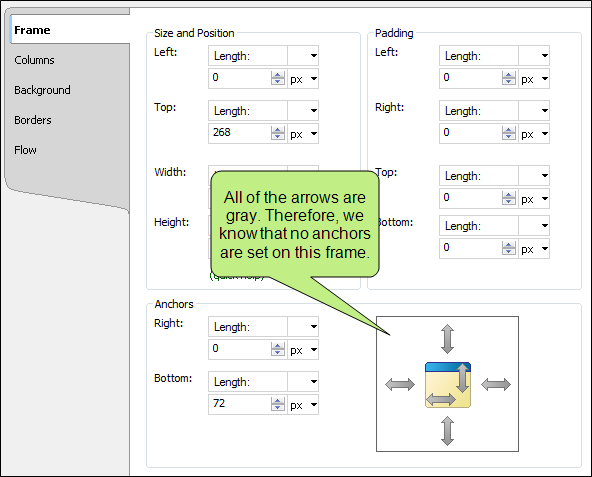 Frame
Columns
Background
Borders
Flow
Size and Position
Left:
Length:
0
px
Top:
Length:
268
px
Width:
Height:
(quick help)
Padding
Left:
Length:
0
px
Right:
Length:
0
px
Top:
Length:
0
px
Bottom:
Length:
0
px
All of the arrows are
gray. Therefore, we
know that no anchors
are set on this frame.
Anchors
Right:
Length:
0
px
Bottom:
Length:
72
px